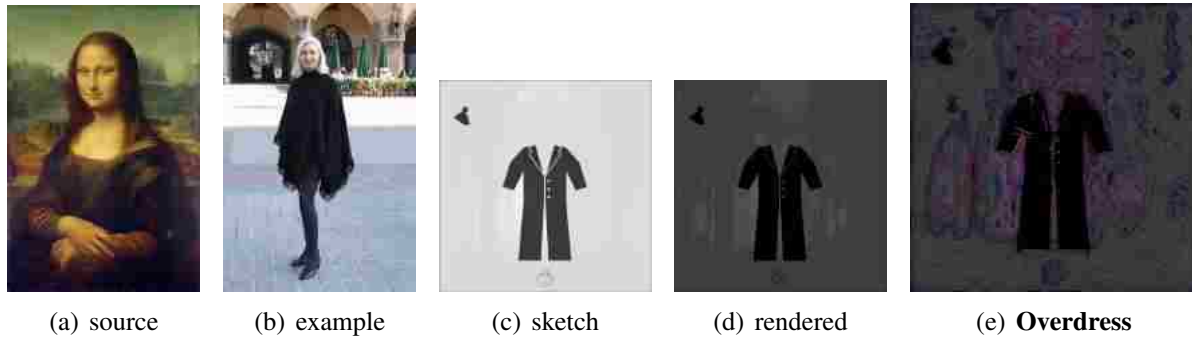 (a) source
(b) example
(c) sketch
(d) rendered
(e) Overdress